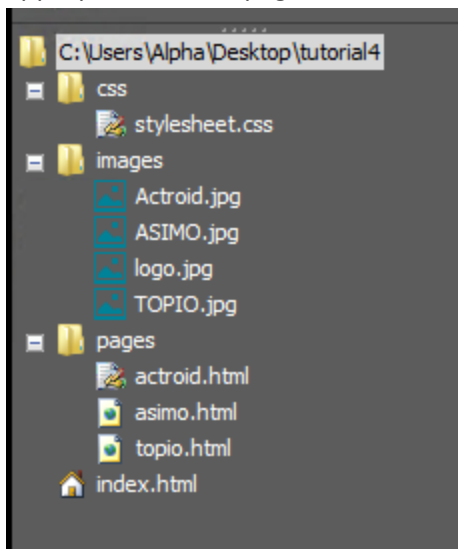 C:\Users\Alpha\Desktop\tutorial4
css
stylesheet.css
images
Actroid.jpg
ASIMO.jpg
logo.jpg
TOPIO.jpg
pages
actroid.html
asimo.html
topio.html
index.html